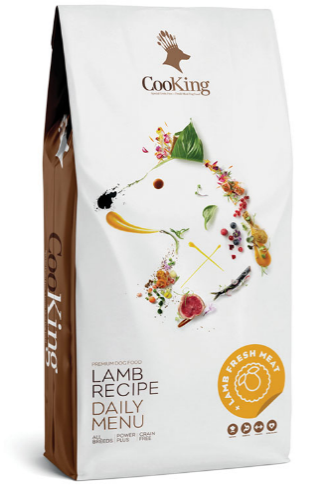 CooKing
CooKing
PREMIUM DOG FOOD
LAMB
RECIPE
DAILY
MENU
ALL
BREEDS
POWER
PLUS
GRAIN
FREE
+ LAMB FRESH MEAT